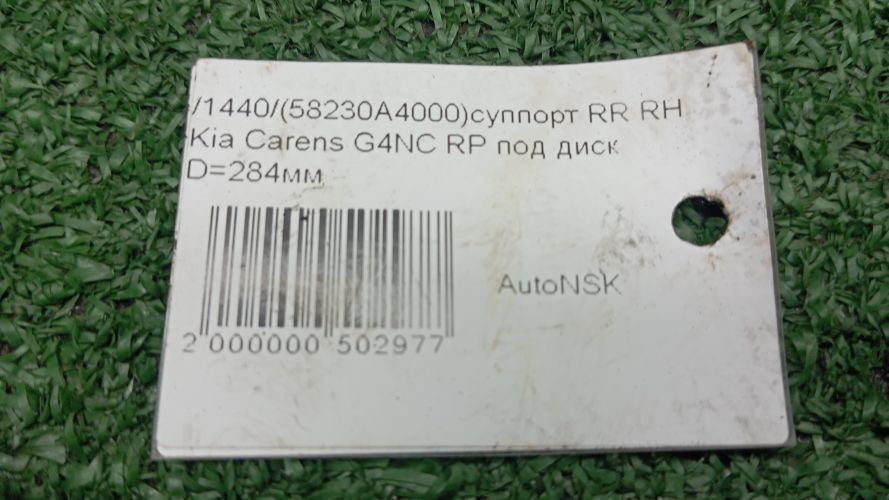 /1440/(58230A4000)суппорт RR RH
Kia Carens G4NC RP под диск
D=284мм
AutoNSK
2 000000 502977